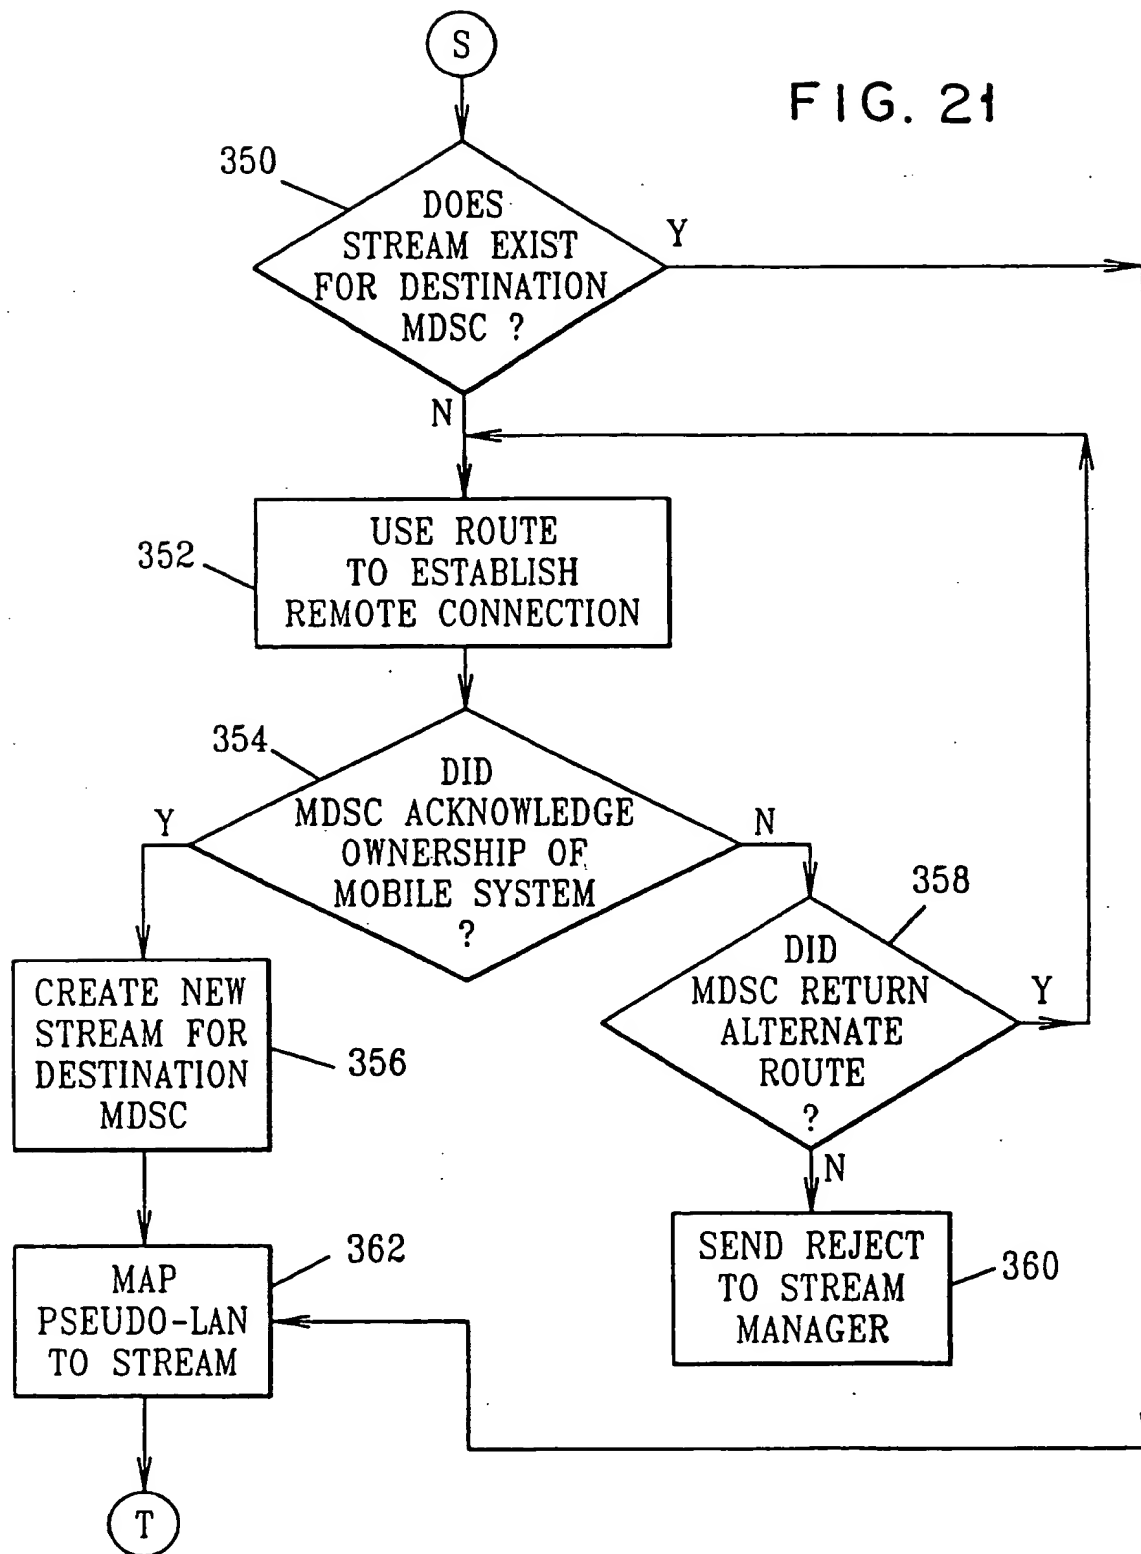 S
FIG. 21
350
DOES
STREAM EXIST
FOR DESTINATION
MDSC ?
Y
N
352
USE ROUTE
TO ESTABLISH
REMOTE CONNECTION
354
DID
MDSC ACKNOWLEDGE
OWNERSHIP OF
MOBILE SYSTEM
?
Y
N
358
DID
MDSC RETURN
ALTERNATE
ROUTE
?
Y
N
CREATE NEW
STREAM FOR
DESTINATION
MDSC
356
SEND REJECT
TO STREAM
MANAGER
360
362
MAP
PSEUDO-LAN
TO STREAM
T